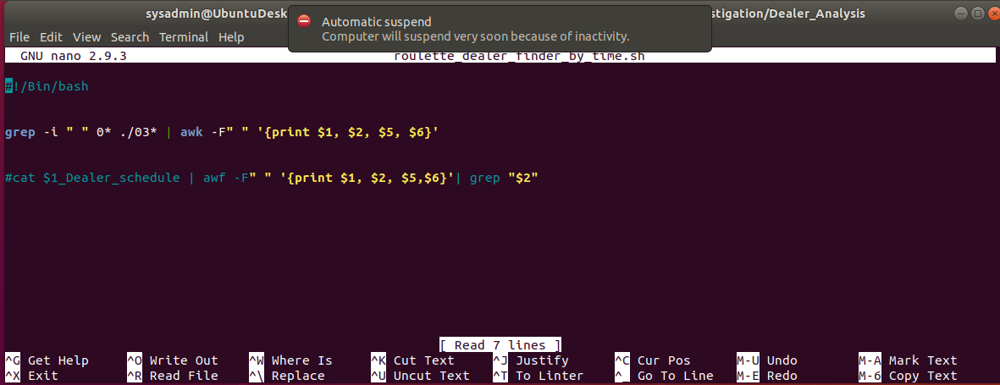 sysadmin@UbuntuDesk
stigation/Dealer_Analysis
Automatic suspend
Computer will suspend very soon because of inactivity.
File Edit View Search Terminal Help
GNU nano 2.9.3 roulette_dealer_finder_by_time.sh
#!/Bin/bash
grep -i " " 0* ./03* | awk -F" " '{print $1, $2, $5, $6}'
#cat $1_Dealer_schedule | awf -F" " '{print $1, $2, $5,$6}'| grep "$2"
[ Read 7 lines ]
^G Get Help ^O Write Out ^W Where Is ^K Cut Text ^J Justify ^C Cur Pos M-U Undo M-A Mark Text
^X Exit ^R Read File ^\ Replace ^U Uncut Text ^T To Linter ^_ Go To Line M-E Redo M-6 Copy Text